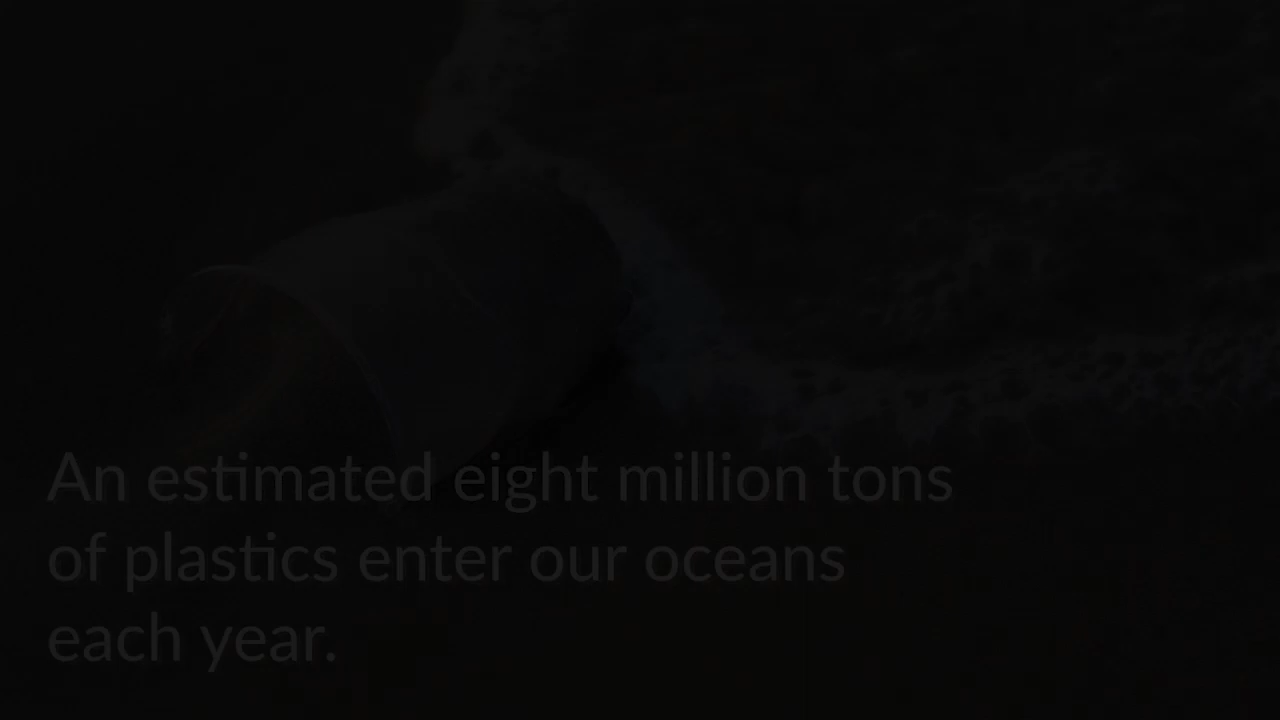 An estimated eight million tons
of plastics enter our oceans
each year.